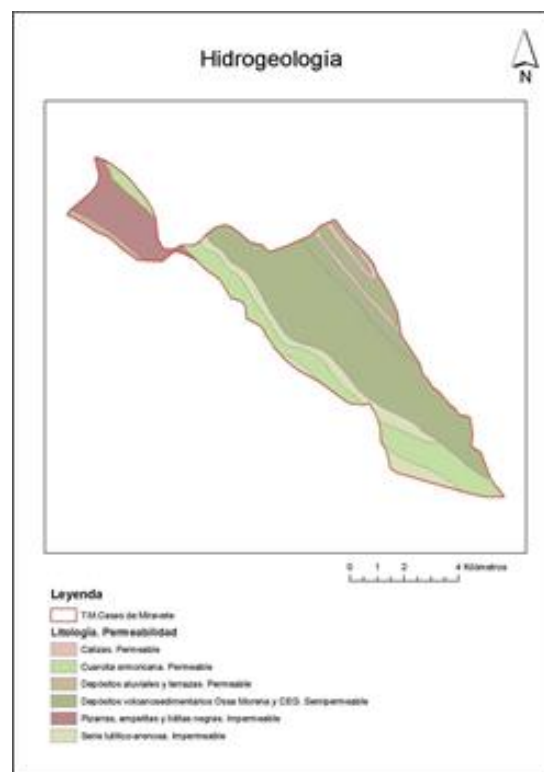 Hidrogeología
N
0 1 2 4 Kilómetros
Leyenda
T.M.Casas de Miravete
Litología. Permeabilidad
Calizas. Permeable
Cuarcita armoricana. Permeable
Depósitos aluviales y terrazas. Permeable
Depósitos volcanosedimentarios Ossa Morena y CEG. Semipermeable
Pizarras, ampelitas y liditas negras. Impermeable
Serie lutítico-arenosa. Impermeable